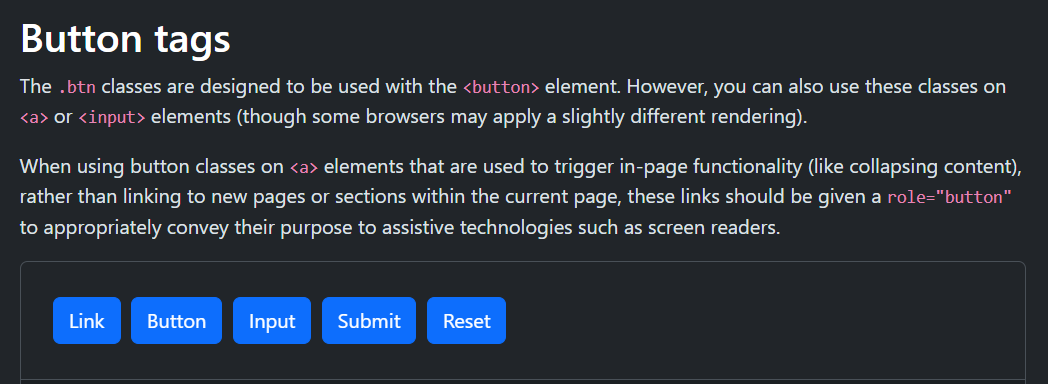 Button tags
The .btn classes are designed to be used with the <button> element. However, you can also use these classes on
<a> or <input> elements (though some browsers may apply a slightly different rendering).
When using button classes on <a> elements that are used to trigger in-page functionality (like collapsing content),
rather than linking to new pages or sections within the current page, these links should be given a role="button"
to appropriately convey their purpose to assistive technologies such as screen readers.
Link Button Input Submit Reset